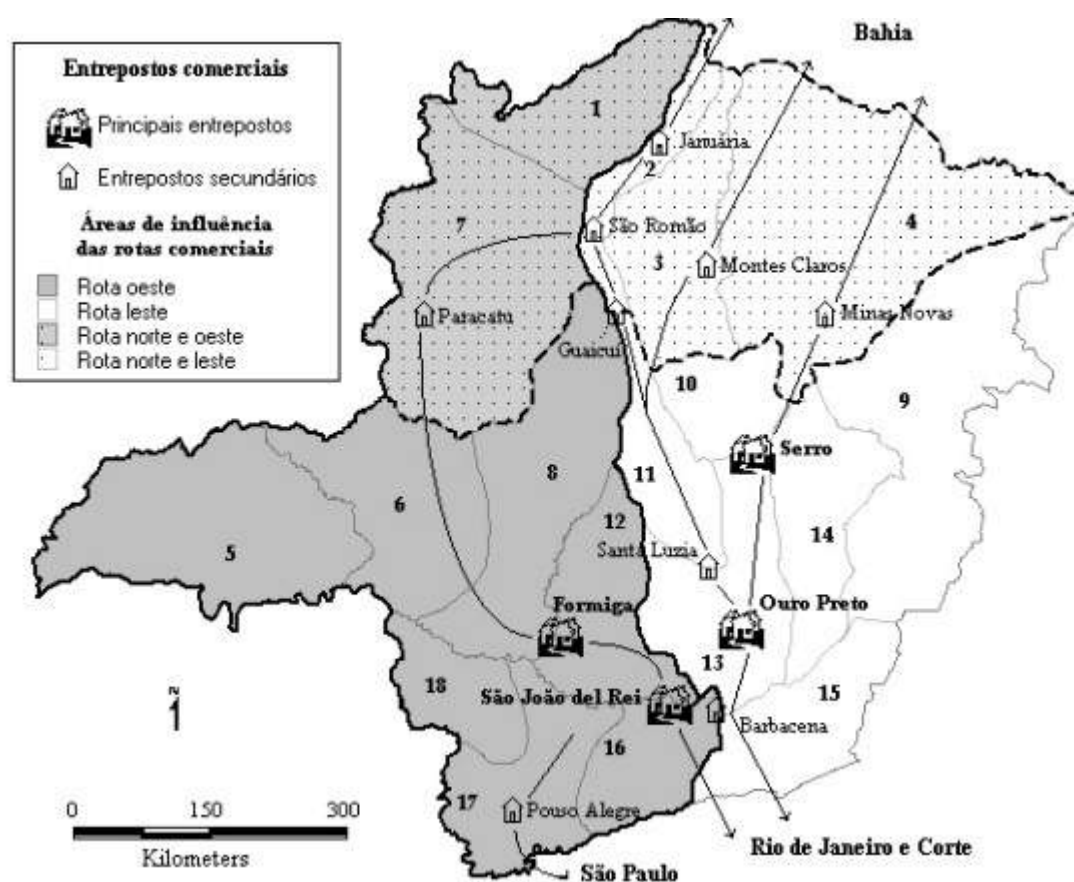 Bahia
Entrepostos comerciais
Principais entrepostos
Entrepostos secundários
Áreas de influência
das rotas comerciais
Rota oeste
Rota leste
Rota norte e oeste
Rota norte e leste
1
Januária
2
7
São Romão
4
3
Montes Claros
Paracatu
Minas Novas
Guaicuí
10
9
Serro
8
11
6
12
14
5
Santa Luzia
Formiga
Ouro Preto
13
N
18
São João del Rei
15
Barbacena
16
17
Pouso Alegre
0 150 300
Kilometers
Rio de Janeiro e Corte
São Paulo